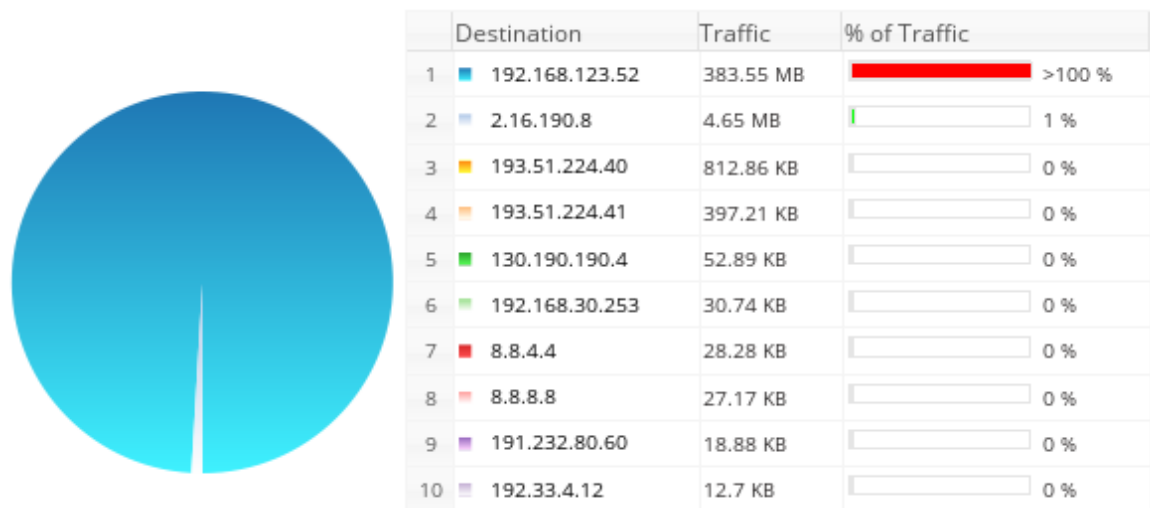 Destination Traffic % of Traffic
1 192.168.123.52 383.55 MB >100 %
2 2.16.190.8 4.65 MB 1 %
3 193.51.224.40 812.86 KB 0 %
4 193.51.224.41 397.21 KB 0 %
5 130.190.190.4 52.89 KB 0 %
6 192.168.30.253 30.74 KB 0 %
7 8.8.4.4 28.28 KB 0 %
8 8.8.8.8 27.17 KB 0 %
9 191.232.80.60 18.88 KB 0 %
10 192.33.4.12 12.7 KB 0 %